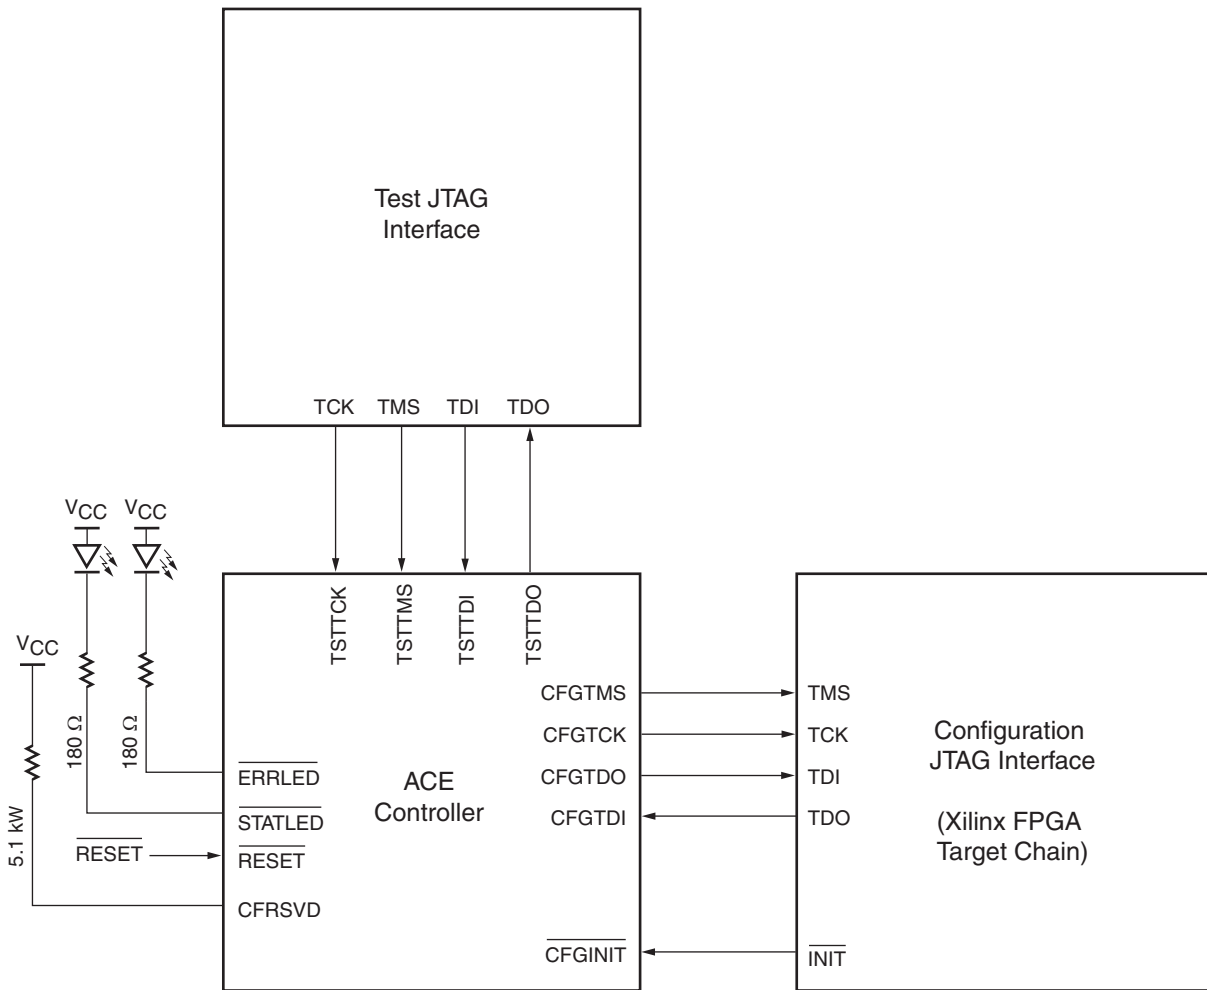 Test JTAG
Interface
TCK TMS TDI TDO
VCC VCC
VCC
TSTTCK TSTTMS TSTTDI TSTTDO
180 Ω 180 Ω
5.1 kW
ERRLED
STATLED
RESET RESET
CFRSVD
ACE
Controller
CFGTMS TMS
CFGTCK TCK
CFGTDO TDI
CFGTDI TDO
CFGINIT INIT
Configuration
JTAG Interface
(Xilinx FPGA
Target Chain)